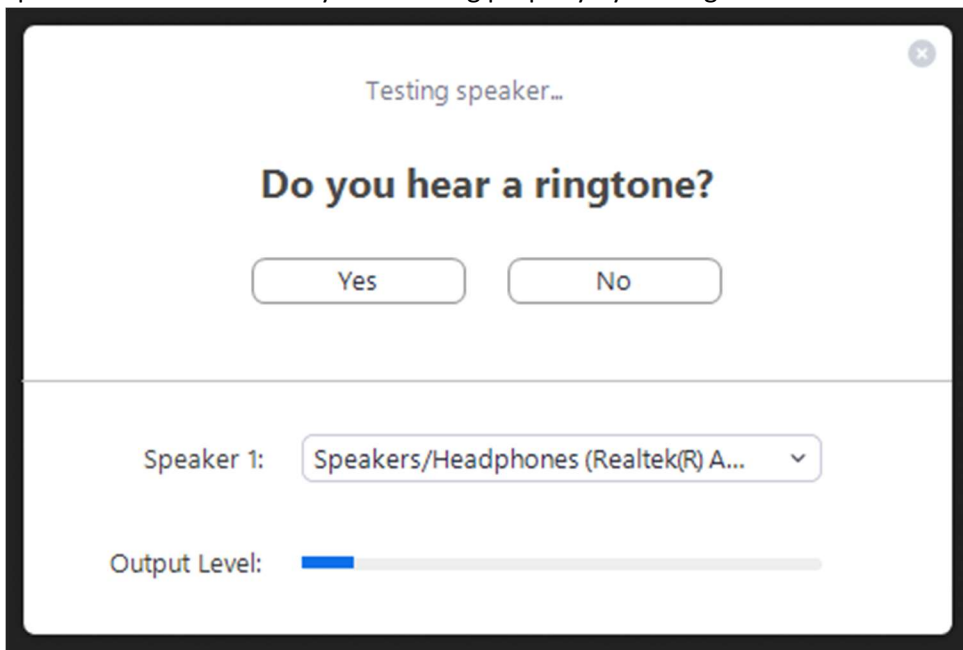 Testing speaker...
Do you hear a ringtone?
Yes No
Speaker 1: Speakers/Headphones (Realtek(R) A...
Output Level: